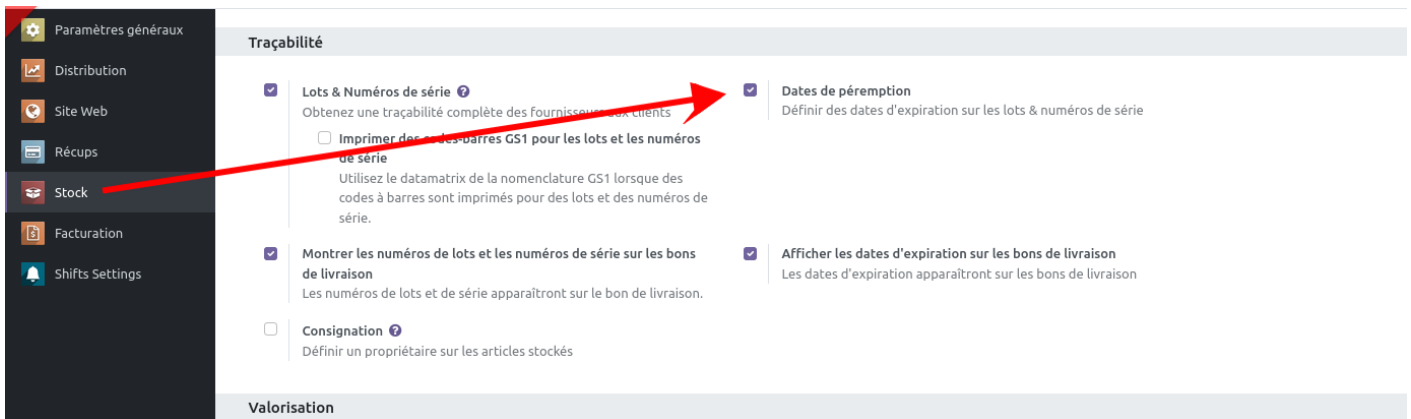 Paramètres généraux
Distribution
Site Web
Récups
Stock
Facturation
Shifts Settings
Traçabilité
Lots & Numéros de série
Obtenez une traçabilité complète des fournisseurs aux clients
Imprimer des codes-barres GS1 pour les lots et les numéros
de série
Utilisez le datamatrix de la nomenclature GS1 lorsque des
codes à barres sont imprimés pour des lots et des numéros de
série.
Dates de péremption
Définir des dates d'expiration sur les lots & numéros de série
Montrer les numéros de lots et les numéros de série sur les bons
de livraison
Les numéros de lots et de série apparaîtront sur le bon de livraison.
Afficher les dates d'expiration sur les bons de livraison
Les dates d'expiration apparaîtront sur les bons de livraison
Consignation
Définir un propriétaire sur les articles stockés
Valorisation